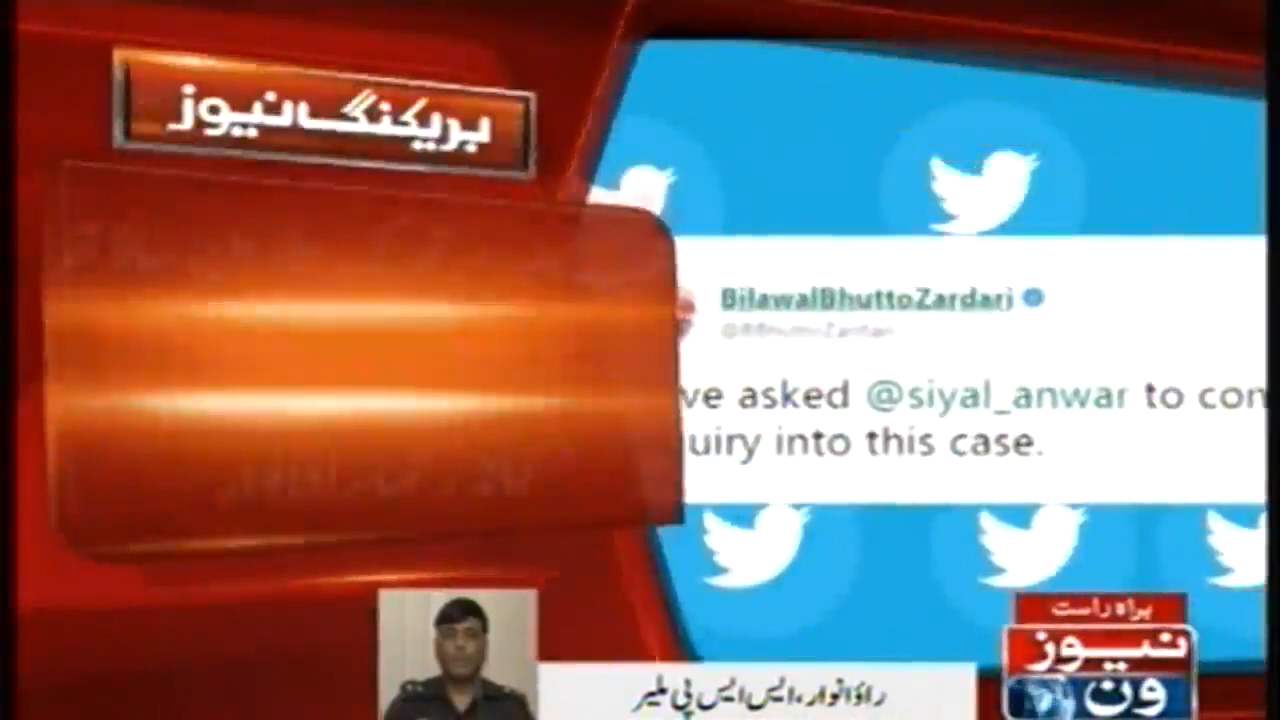 بریکنگ نیوز
BilawalBhuttoZardari
ve asked @siyal_anwar to con
uiry into this case.
براہ راست
نیوز
ون
راؤ انوار، ایس ایس پی ملیر